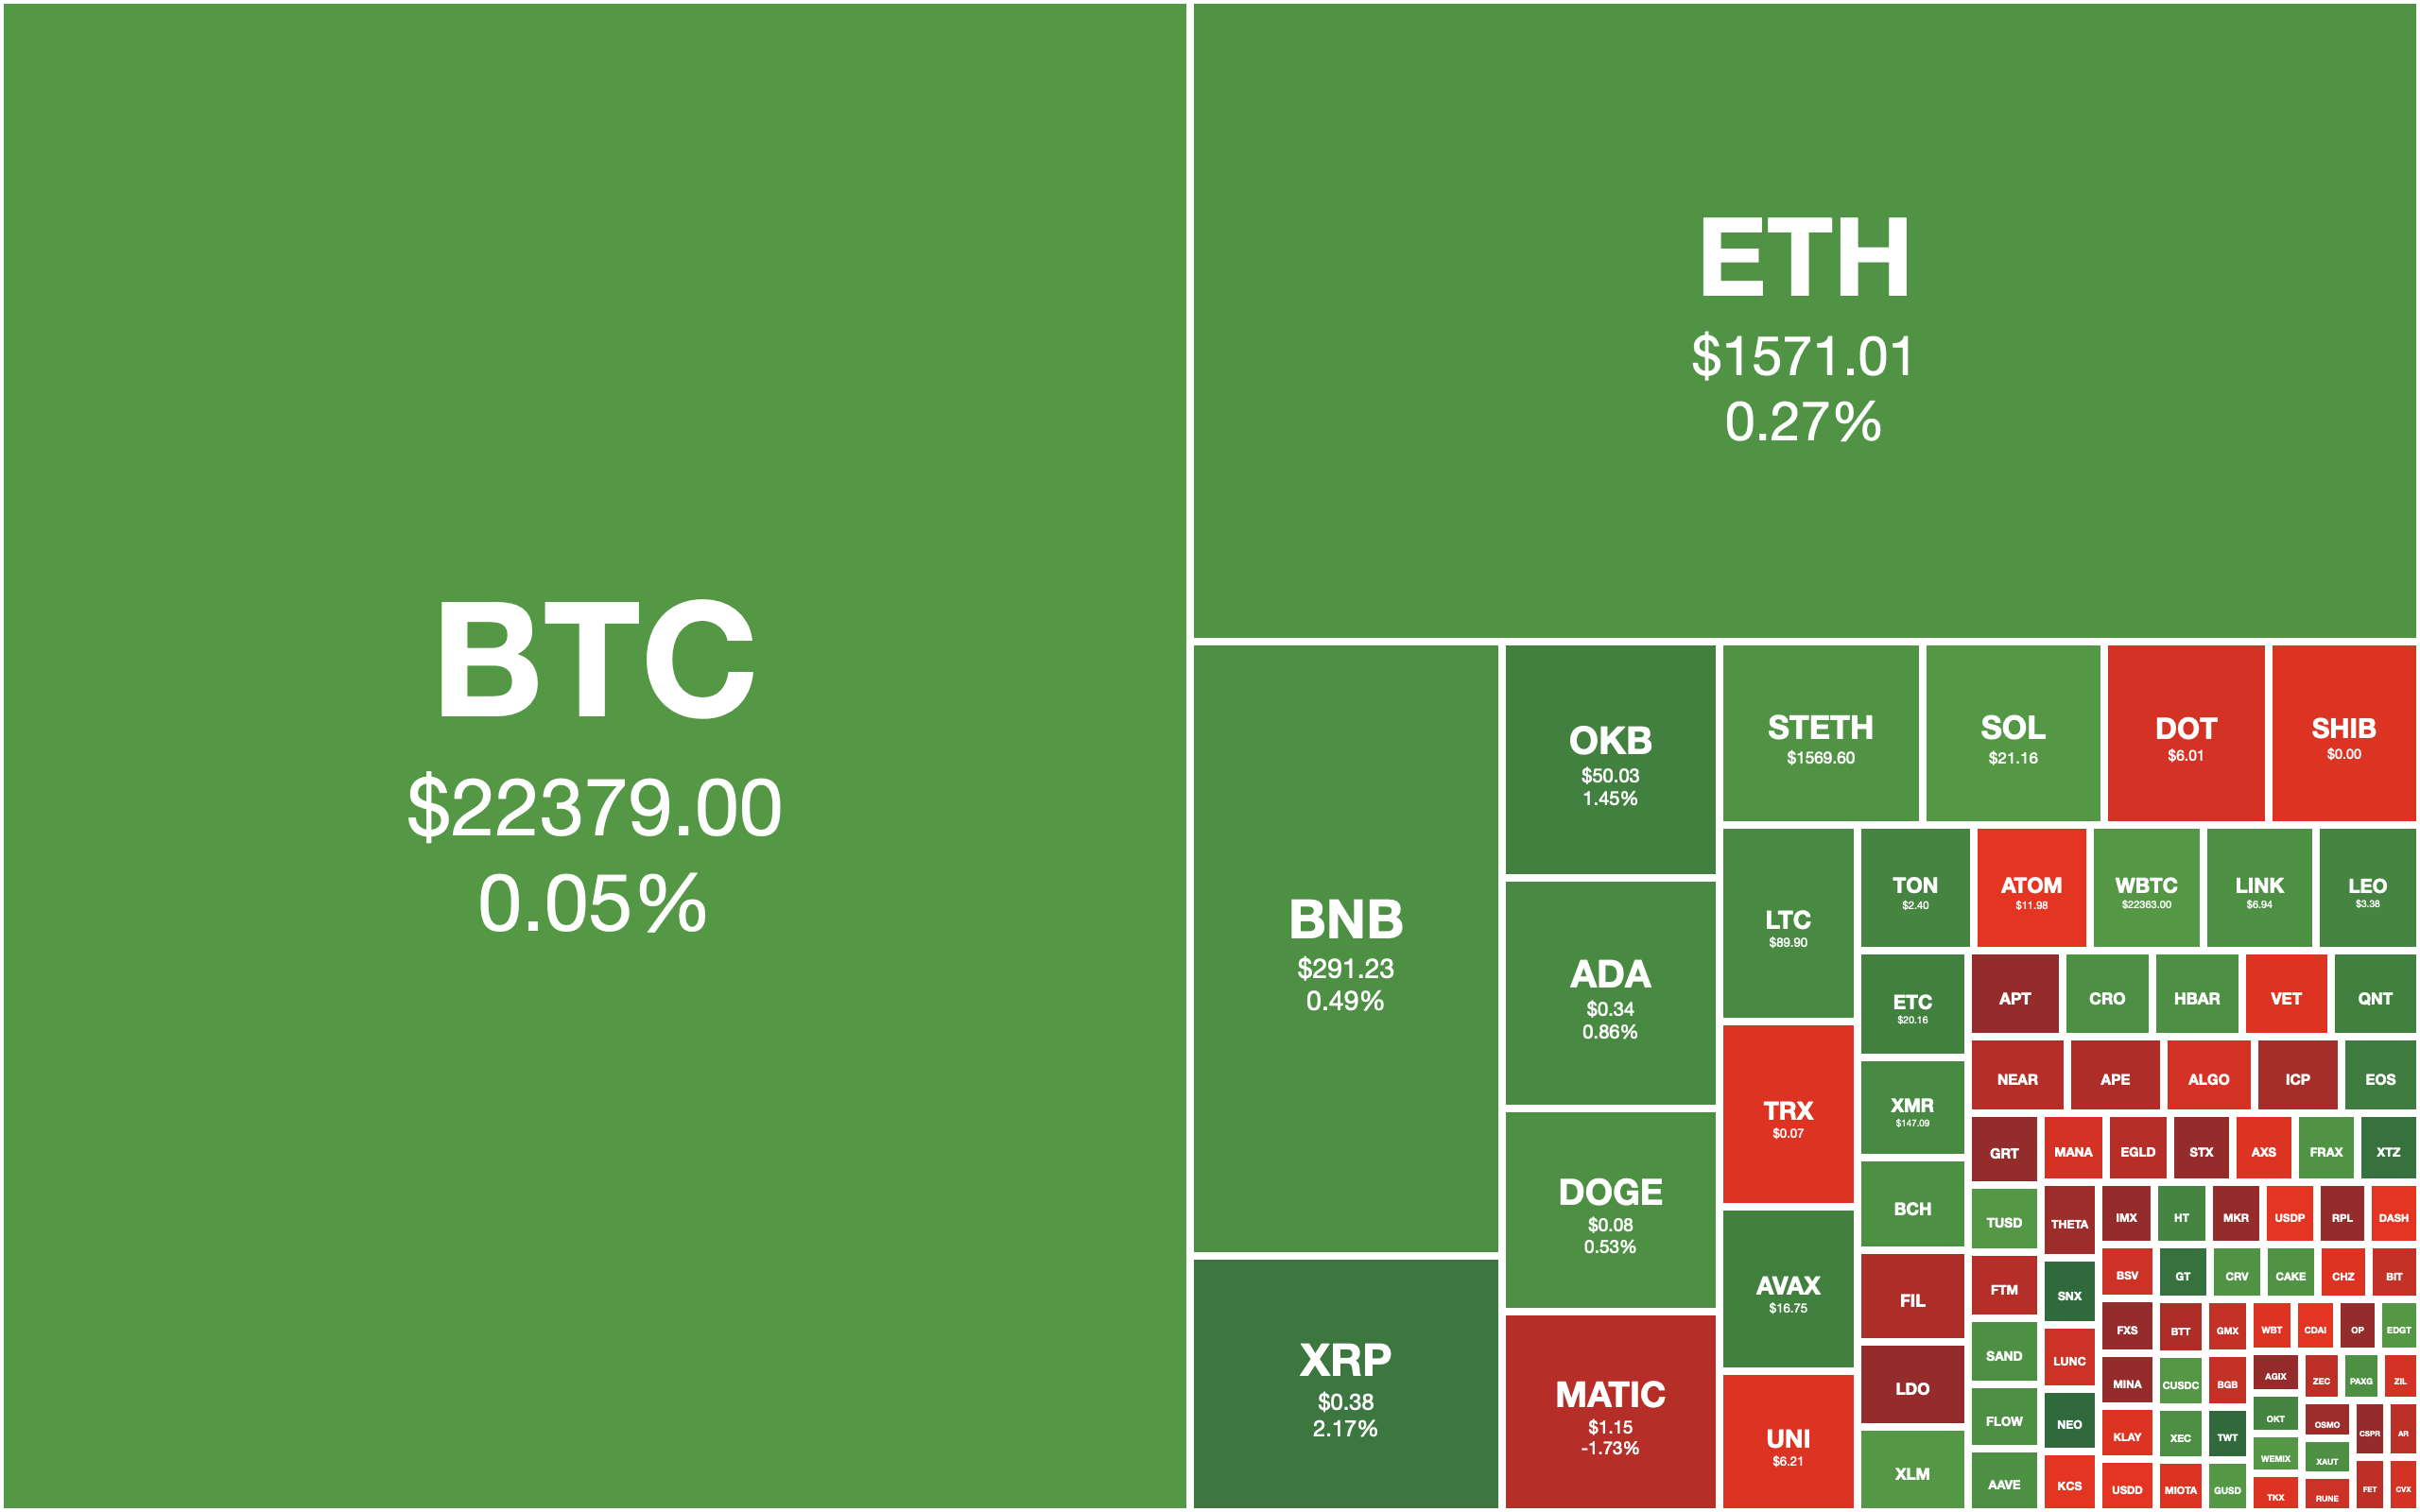 BTC
$22379.00
0.05%
ETH
$1571.01
0.27%
BNB
$291.23
0.49%
XRP
$0.38
2.17%
OKB
$50.03
1.45%
ADA
$0.34
0.86%
DOGE
$0.08
0.53%
MATIC
$1.15
-1.73%
STETH
$1569.60
SOL
$21.16
DOT
$6.01
SHIB
$0.00
LTC
$89.90
TRX
$0.07
AVAX
$16.75
UNI
$6.21
TON
$2.40
ATOM
$11.98
WBTC
$22363.00
LINK
$6.94
LEO
$3.38
ETC
$20.16
XMR
$147.09
BCH
FIL
LDO
XLM
APT
CRO
HBAR
VET
QNT
NEAR
APE
ALGO
ICP
EOS
GRT
MANA
EGLD
STX
AXS
FRAX
XTZ
TUSD
FTM
SAND
FLOW
AAVE
THETA
SNX
LUNC
NEO
KCS
IMX
HT
MKR
USDP
RPL
DASH
BSV
GT
CRV
CAKE
CHZ
BIT
FXS
MINA
KLAY
USDD
BTT
GMX
WBT
CDAI
OP
EDGT
CUSDC
BGB
XEC
TWT
MIOTA
GUSD
AGIX
ZEC
PAXG
ZIL
OKT
WEMIX
TKX
OSMO
XAUT
RUNE
CSPR
AR
FET
CVX